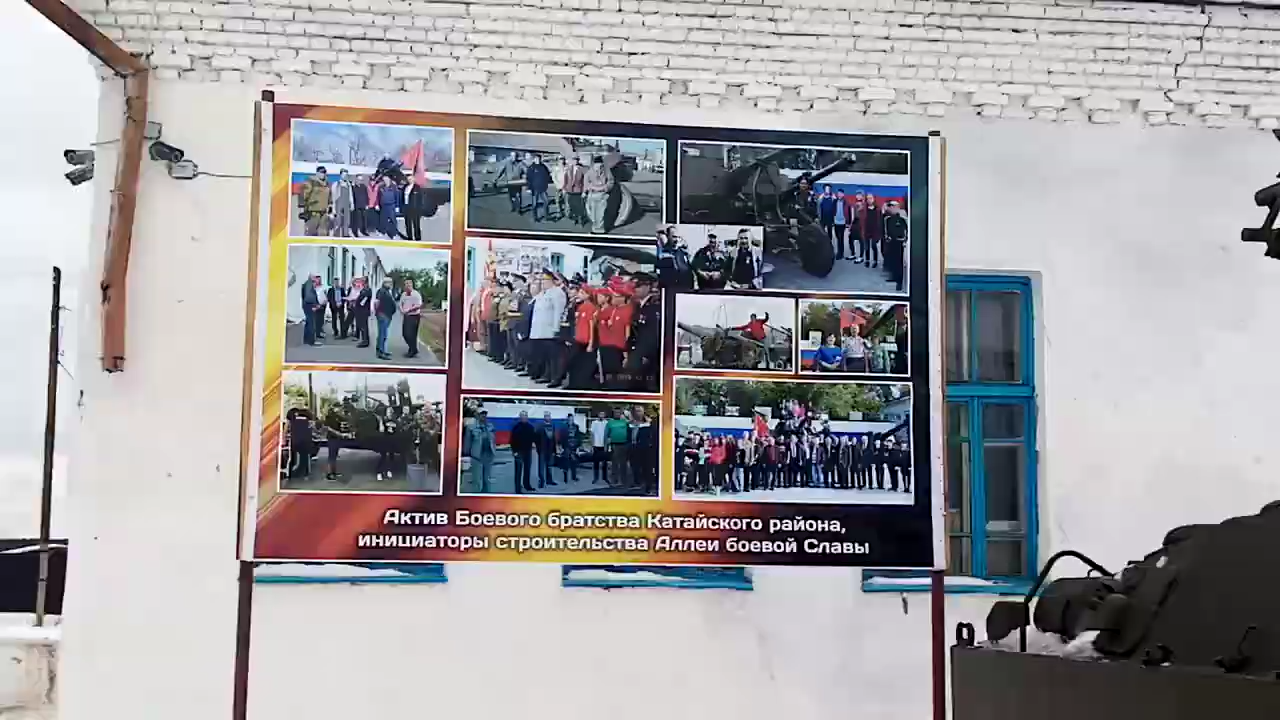 Актив Боевого братства Катайского района,
инициаторы строительства Аллеи боевой Славы